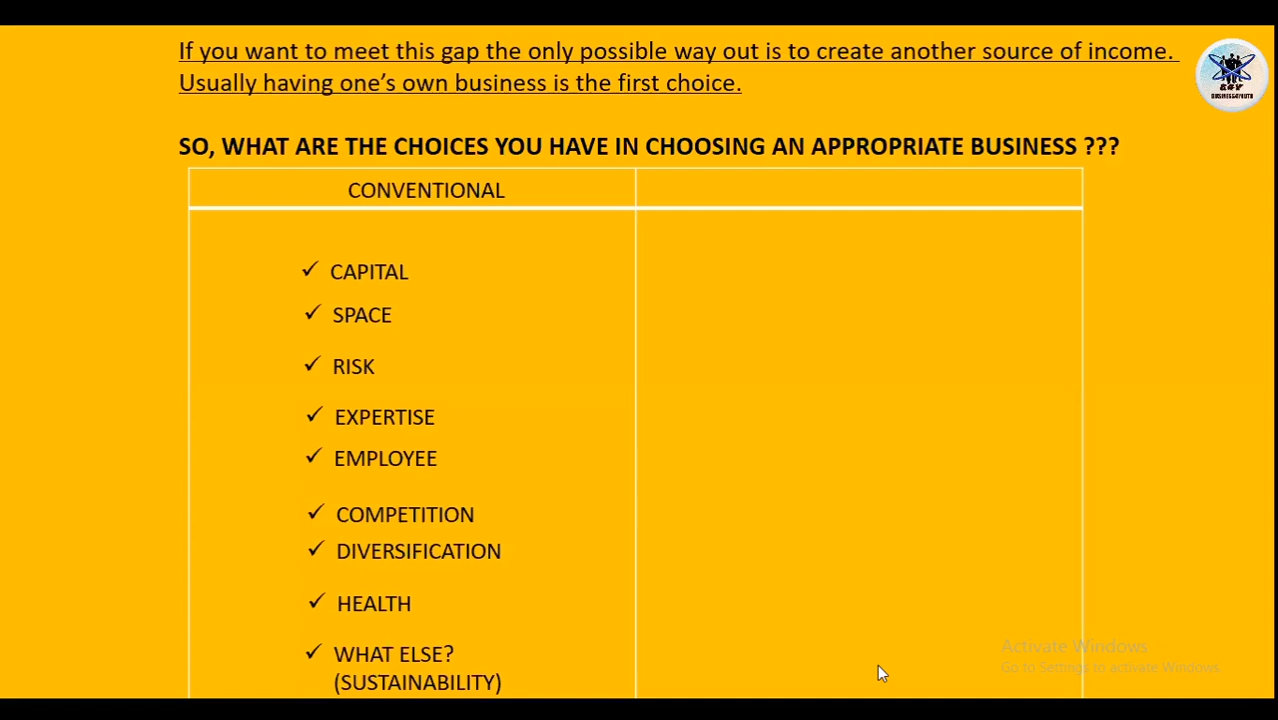 If you want to meet this gap the only possible way out is to create another source of income.
Usually having one’s own business is the first choice.
SO, WHAT ARE THE CHOICES YOU HAVE IN CHOOSING AN APPROPRIATE BUSINESS ???
CONVENTIONAL
✓ CAPITAL
✓ SPACE
✓ RISK
✓ EXPERTISE
✓ EMPLOYEE
✓ COMPETITION
✓ DIVERSIFICATION
✓ HEALTH
✓ WHAT ELSE?
(SUSTAINABILITY)
Activate Windows
Go to Settings to activate Windows.